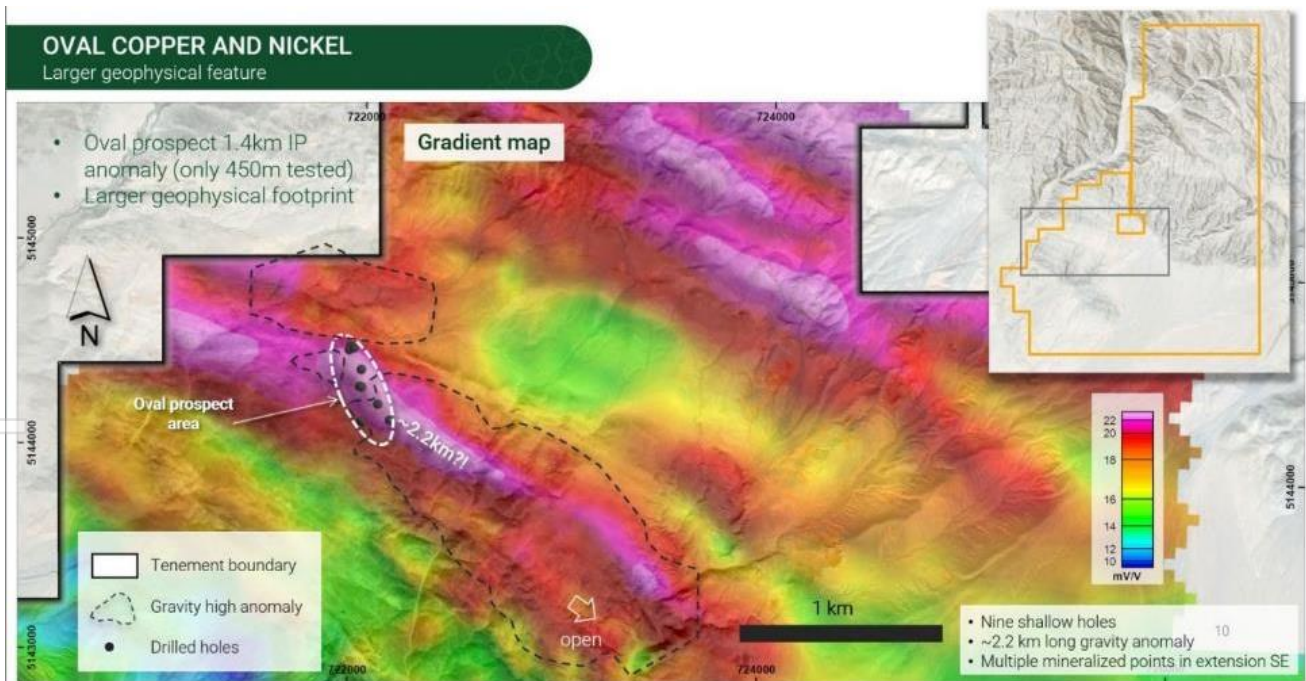 OVAL COPPER AND NICKEL
Larger geophysical feature
• Oval prospect 1.4km IP
anomaly (only 450m tested)
• Larger geophysical footprint
722000
Gradient map
724000
5145000
N
Oval prospect
area
~2.2km?!
5144000
5144000
22
20
18
16
14
12
10
mV/V
Tenement boundary
Gravity high anomaly
Drilled holes
open
1 km
• Nine shallow holes
• ~2.2 km long gravity anomaly
• Multiple mineralized points in extension SE
10
5143000
722000
724000